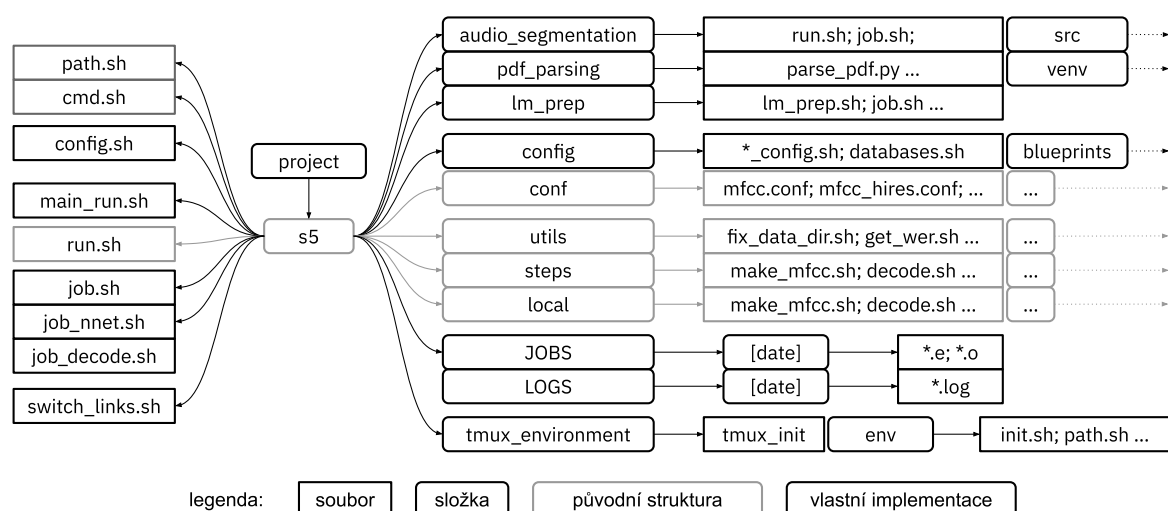 path.sh
cmd.sh
config.sh
main_run.sh
run.sh
job.sh
job_nnet.sh
job_decode.sh
switch_links.sh
project
s5
audio_segmentation run.sh; job.sh; src
pdf_parsing parse_pdf.py ... venv
lm_prep lm_prep.sh; job.sh ...
config *_config.sh; databases.sh blueprints
conf mfcc.conf; mfcc_hires.conf; ... ...
utils fix_data_dir.sh; get_wer.sh ... ...
steps make_mfcc.sh; decode.sh ... ...
local make_mfcc.sh; decode.sh ... ...
JOBS [date] *.e; *.o
LOGS [date] *.log
tmux_environment tmux_init env init.sh; path.sh ...
legenda: soubor složka původní struktura vlastní implementace